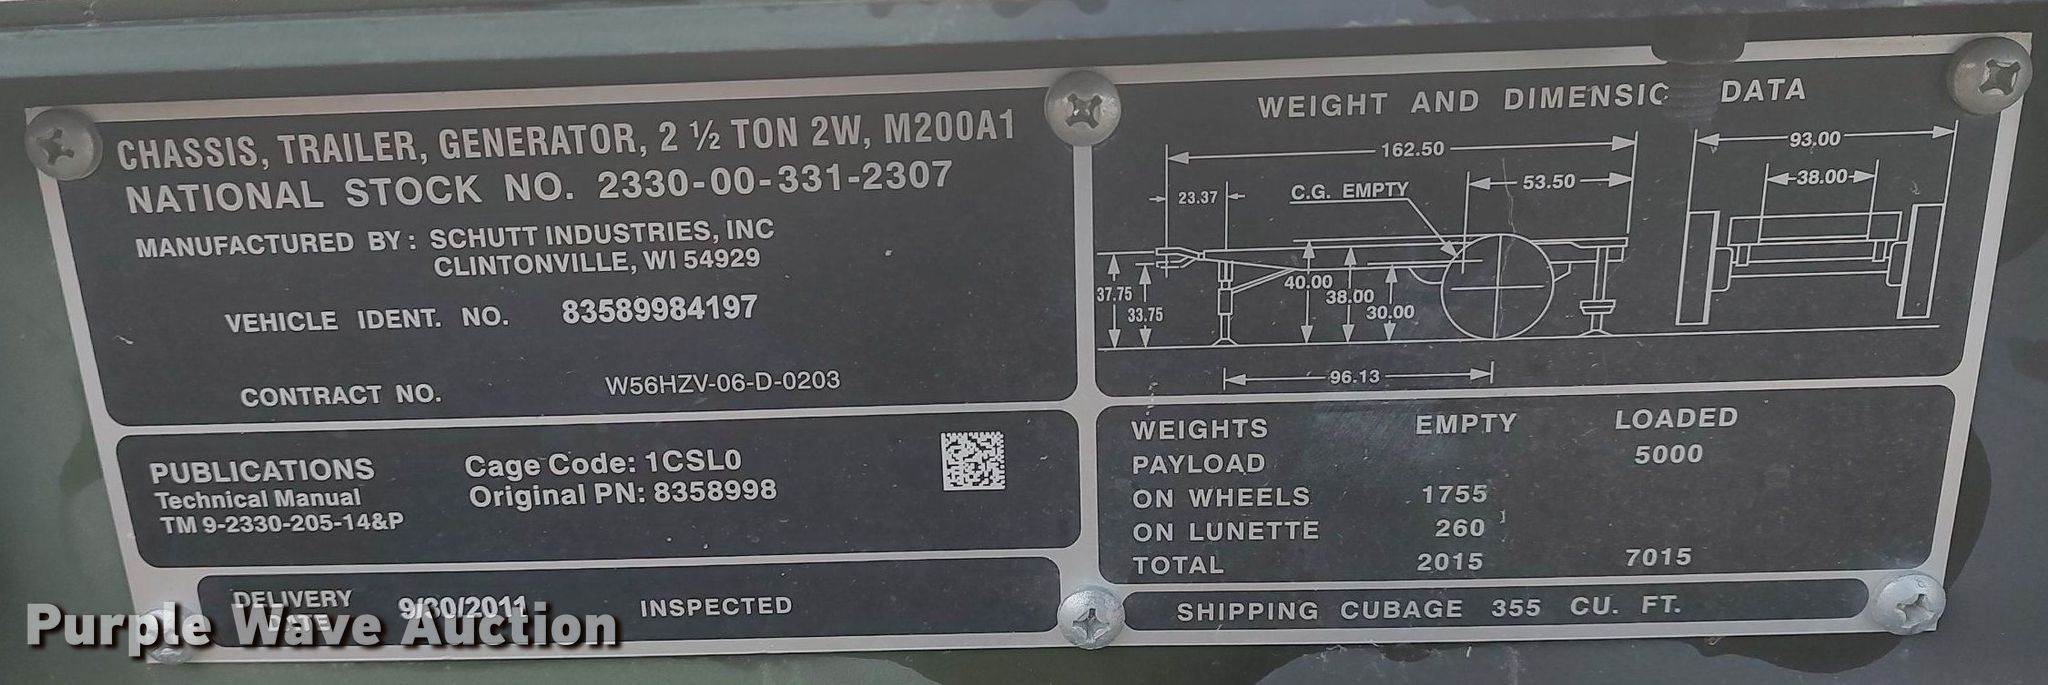 CHASSIS, TRAILER, GENERATOR, 2 ½ TON 2W, M200A1
NATIONAL STOCK NO. 2330-00-331-2307
MANUFACTURED BY: SCHUTT INDUSTRIES, INC
CLINTONVILLE, WI 54929
VEHICLE IDENT. NO. 83589984197
CONTRACT NO. W56HZV-06-D-0203
PUBLICATIONS
Technical Manual
TM 9-2330-205-14&P
Cage Code: 1CSL0
Original PN: 8358998
DELIVERY
DATE
9/30/2011
INSPECTED
WEIGHT AND DIMENSIO DATA
162.50
93.00
23.37
C.G. EMPTY
53.50
38.00
37.75
33.75
40.00
38.00
30.00
96.13
WEIGHTS EMPTY LOADED
PAYLOAD 5000
ON WHEELS 1755
ON LUNETTE 260
TOTAL 2015 7015
SHIPPING CUBAGE 355 CU. FT.
Purple Wave Auction